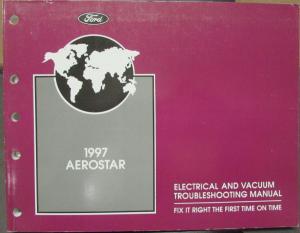 Ford
1997
AEROSTAR
ELECTRICAL AND VACUUM
TROUBLESHOOTING MANUAL
FIX IT RIGHT THE FIRST TIME ON TIME